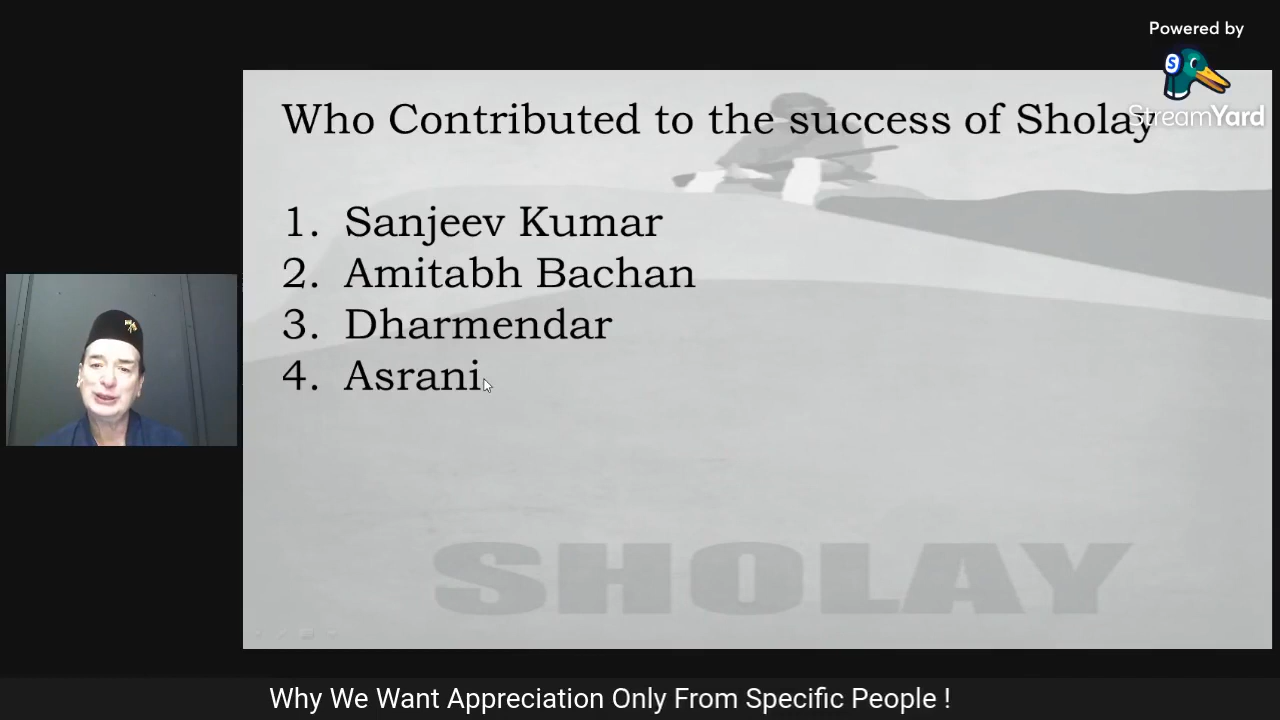 Powered by
StreamYard
Who Contributed to the success of Sholay
1. Sanjeev Kumar
2. Amitabh Bachan
3. Dharmendar
4. Asrani
SHOLAY
Why We Want Appreciation Only From Specific People !